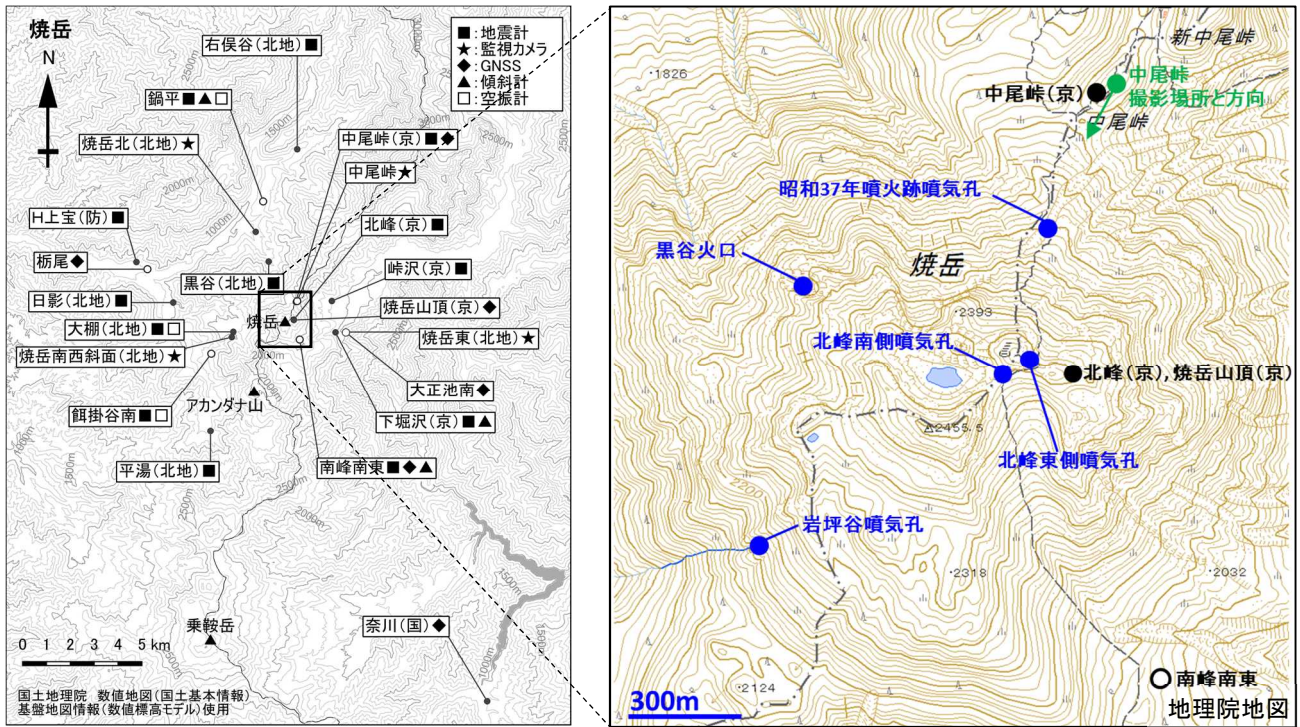 焼岳
N
■:地震計
★:監視カメラ
◆:GNSS
▲:傾斜計
□:空振計
右俣谷(北地)■
鍋平■▲□
焼岳北(北地)★
中尾峠(京)■◆
中尾峠★
H上宝(防)■
北峰(京)■
栃尾◆
黒谷(北地)■
峠沢(京)■
日影(北地)■
焼岳
焼岳山頂(京)◆
大棚(北地)■□
焼岳東(北地)★
焼岳南西斜面(北地)★
大正池南◆
アカンダナ山
餌掛谷南■□
下堀沢(京)■▲
平湯(北地)■
南峰南東■◆▲
奈川(国)◆
乗鞍岳
0 1 2 3 4 5 km
国土地理院 数値地図(国土基本情報)
基盤地図情報(数値標高モデル)使用
2500m
1500m
2000m
1000m
2500m
2000m
2500m
1500m
1000m
1500m
新中尾峠
・1826
中尾峠
撮影場所と方向
中尾峠(京)
中尾峠
昭和37年噴火跡噴気孔
黒谷火口
焼岳
・2393
北峰南側噴気孔
北峰(京),焼岳山頂(京)
△2455.5
北峰東側噴気孔
2200
岩坪谷噴気孔
・2318
・2032
・2124
南峰南東
300m
地理院地図